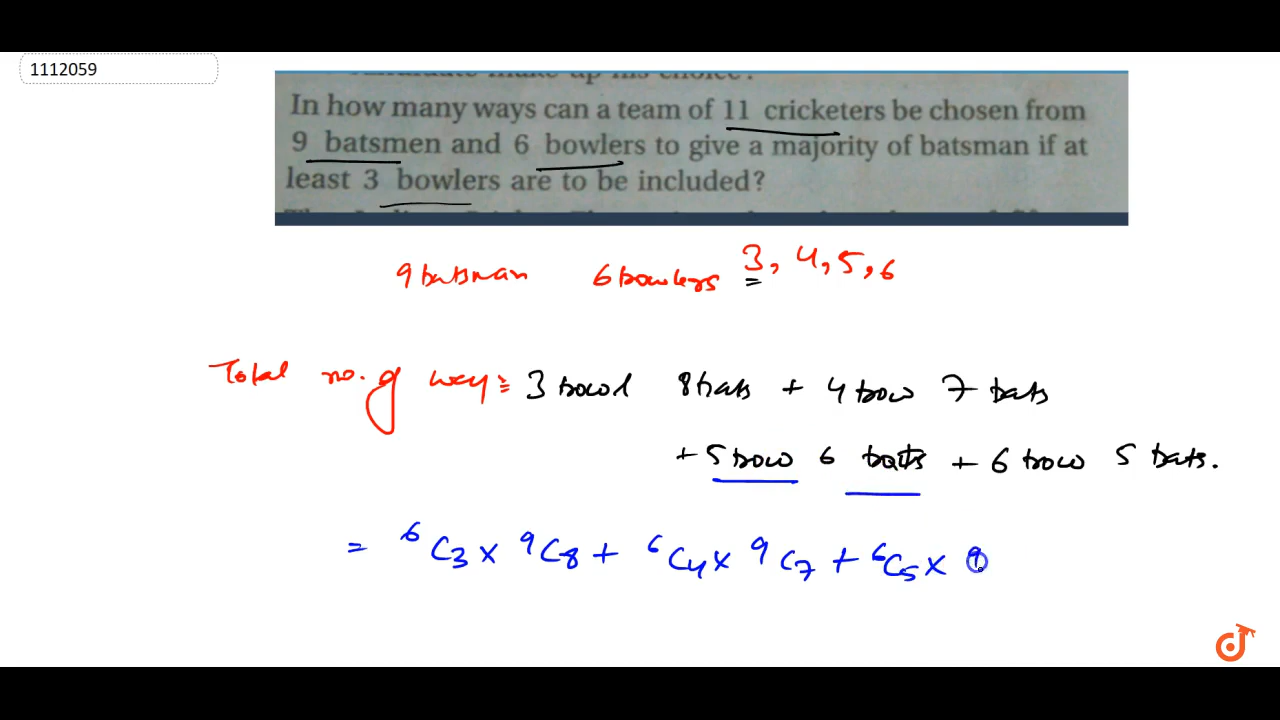 1112059
In how many ways can a team of 11 cricketers be chosen from
9 batsmen and 6 bowlers to give a majority of batsman if at
least 3 bowlers are to be included?
9 batsman 6 bowlers 3, 4, 5, 6
Total no. of way = 3 bowl 8 bats + 4 bow 7 bats
+ 5 bow 6 bats + 6 bow 5 bats.
= ⁶C₃ × ⁹C₈ + ⁶C₄ × ⁹C₇ + ⁶C₅ × 9